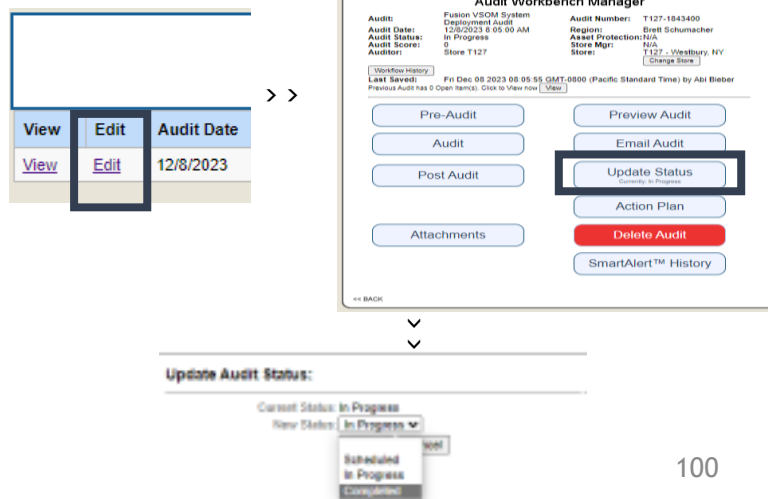 View Edit Audit Date
View Edit 12/8/2023
> >
Audit Workbench Manager
Audit: Fusion VSOM System Deployment Audit
Audit Date: 12/8/2023 8:05:00 AM
Audit Status: In Progress
Audit Score: 0
Auditor: Store T127
Audit Number: T127-1843400
Region: Brett Schumacher
Asset Protection: N/A
Store Mgr: N/A
Store: T127 - Westbury, NY
Change Store
Workflow History
Last Saved: Fri Dec 08 2023 08:05:55 GMT-0800 (Pacific Standard Time) by Abi Bieber
Previous Audit has 0 Open Item(s). Click to View now View
Pre-Audit
Preview Audit
Audit
Email Audit
Post Audit
Update Status
Currently: In Progress
Action Plan
Attachments
Delete Audit
SmartAlert™ History
<< BACK
Update Audit Status:
Current Status: In Progress
New Status: In Progress
Scheduled
In Progress
Completed
100